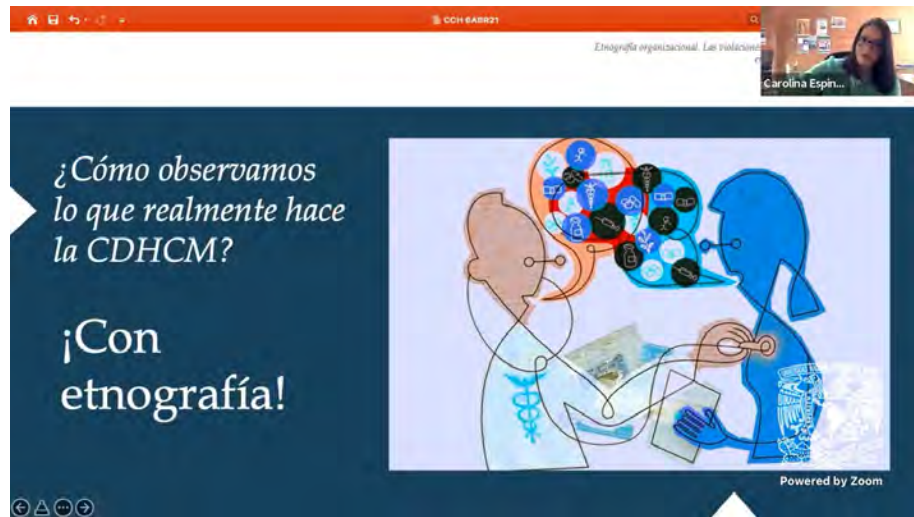 CCH 6ABR21
Etnografía organizacional. Las violaciones
Carolina Espin...
¿Cómo observamos
lo que realmente hace
la CDHCM?
¡Con
etnografía!
Powered by Zoom